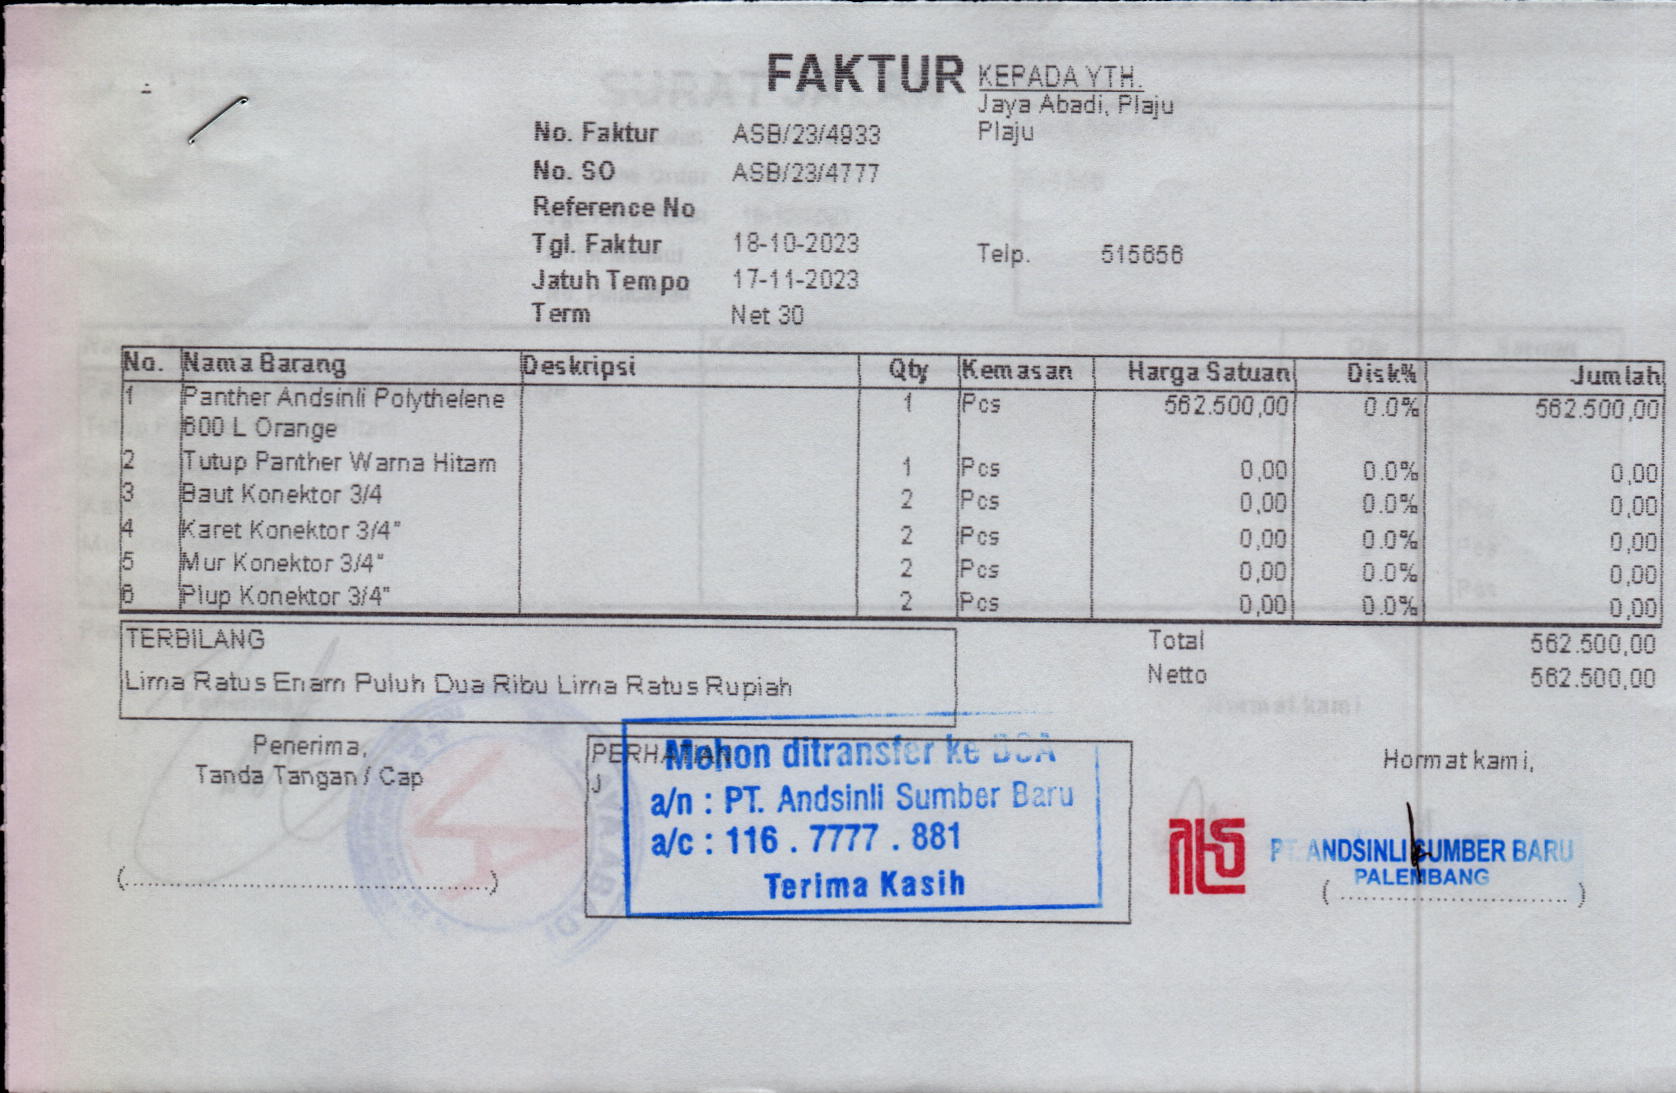 FAKTUR
KEPADA YTH.
Jaya Abadi, Plaju
Plaju
No. Faktur ASB/23/4933
No. SO ASB/23/4777
Reference No
Tgl. Faktur 18-10-2023
Telp. 515656
Jatuh Tempo 17-11-2023
Term Net 30
No. Nama Barang Deskripsi Qty Kemasan Harga Satuan Disk% Jumlah
1 Panther Andsinli Polythelene 1 Pcs 562.500,00 0.0% 562.500,00
600 L Orange
2 Tutup Panther Warna Hitam 1 Pcs 0,00 0.0% 0,00
3 Baut Konektor 3/4 2 Pcs 0,00 0.0% 0,00
4 Karet Konektor 3/4" 2 Pcs 0,00 0.0% 0,00
5 Mur Konektor 3/4" 2 Pcs 0,00 0.0% 0,00
6 Plup Konektor 3/4" 2 Pcs 0,00 0.0% 0,00
TERBILANG
Lima Ratus Enam Puluh Dua Ribu Lima Ratus Rupiah
Total 562.500,00
Netto 562.500,00
Penerima,
Tanda Tangan / Cap
PERHATIAN
Mohon ditransfer ke BCA
a/n : PT. Andsinli Sumber Baru
a/c : 116 . 7777 . 881
Terima Kasih
Hormat kami,
PT. ANDSINLI SUMBER BARU
PALEMBANG